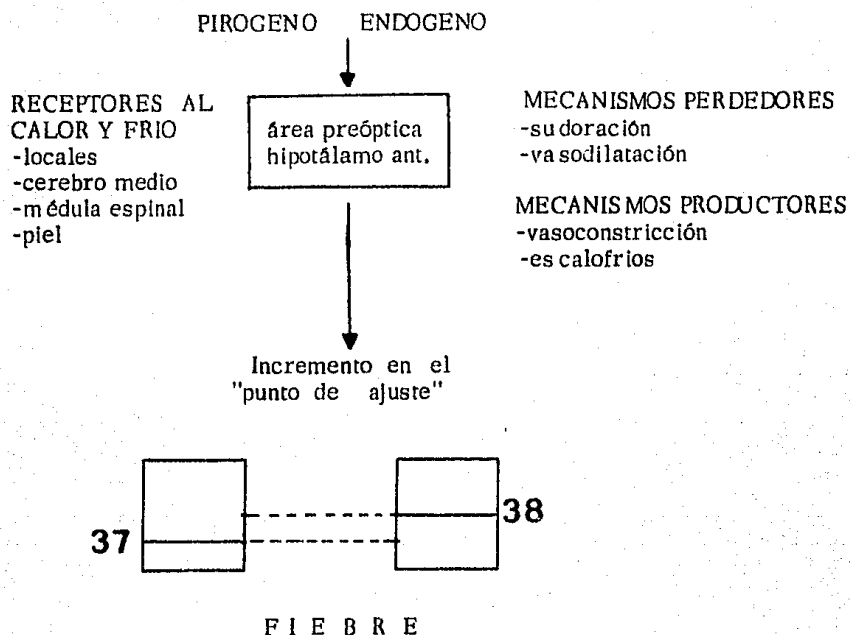 PIROGENO ENDOGENO
RECEPTORES AL
CALOR Y FRIO
-locales
-cerebro medio
-médula espinal
-piel
área preóptica
hipotálamo ant.
MECANISMOS PERDEDORES
-sudoración
-vasodilatación
MECANISMOS PRODUCTORES
-vasoconstricción
-escalofrios
Incremento en el
"punto de ajuste"
37
38
FIEBRE